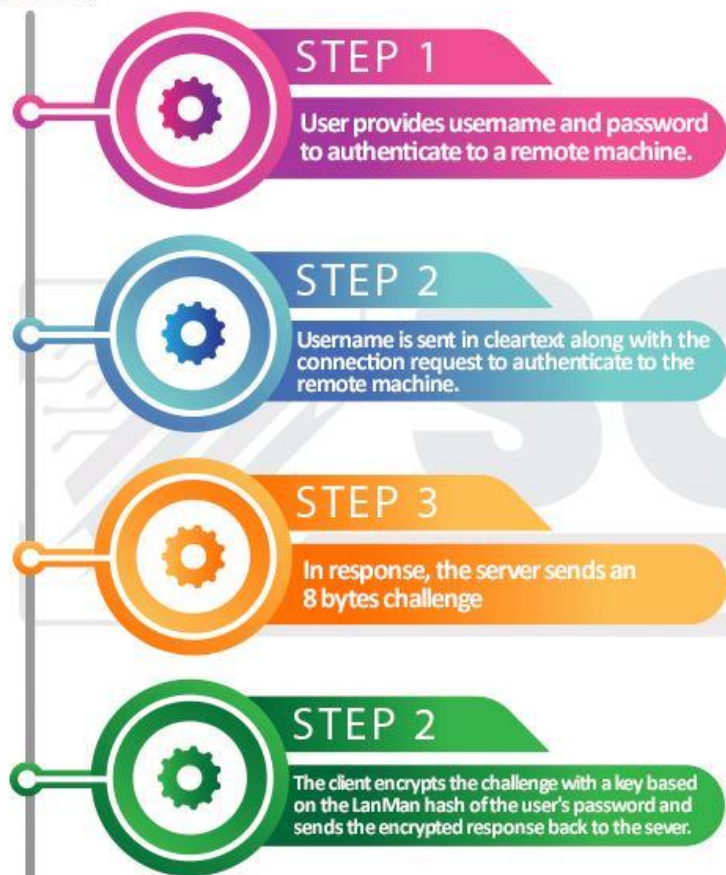 STEP 1
User provides username and password
to authenticate to a remote machine.
STEP 2
Username is sent in cleartext along with the
connection request to authenticate to the
remote machine.
STEP 3
In response, the server sends an
8 bytes challenge
STEP 2
The client encrypts the challenge with a key based
on the LanMan hash of the user's password and
sends the encrypted response back to the sever.